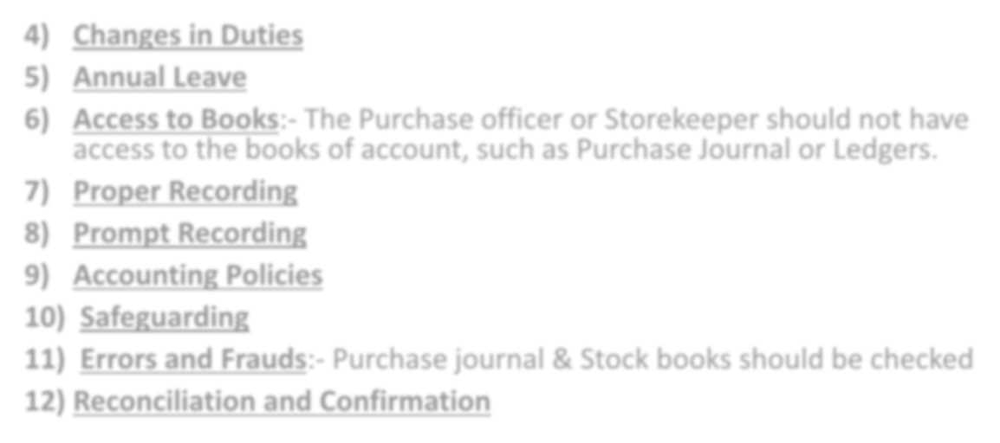 4) Changes in Duties
5) Annual Leave
6) Access to Books:- The Purchase officer or Storekeeper should not have
access to the books of account, such as Purchase Journal or Ledgers.
7) Proper Recording
8) Prompt Recording
9) Accounting Policies
10) Safeguarding
11) Errors and Frauds:- Purchase journal & Stock books should be checked
12) Reconciliation and Confirmation